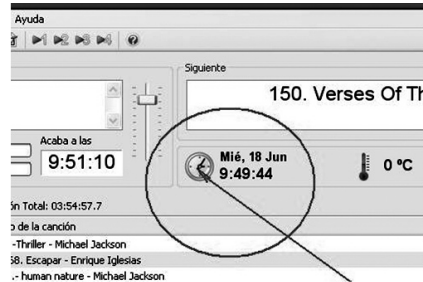 Ayuda
Siguiente
150. Verses Of Th
Acaba a las
9:51:10
Mié, 18 Jun
9:49:44
0 ºC
ón Total: 03:54:57.7
o de la canción
-Thriller - Michael Jackson
58. Escapar - Enrique Iglesias
.- human nature - Michael Jackson